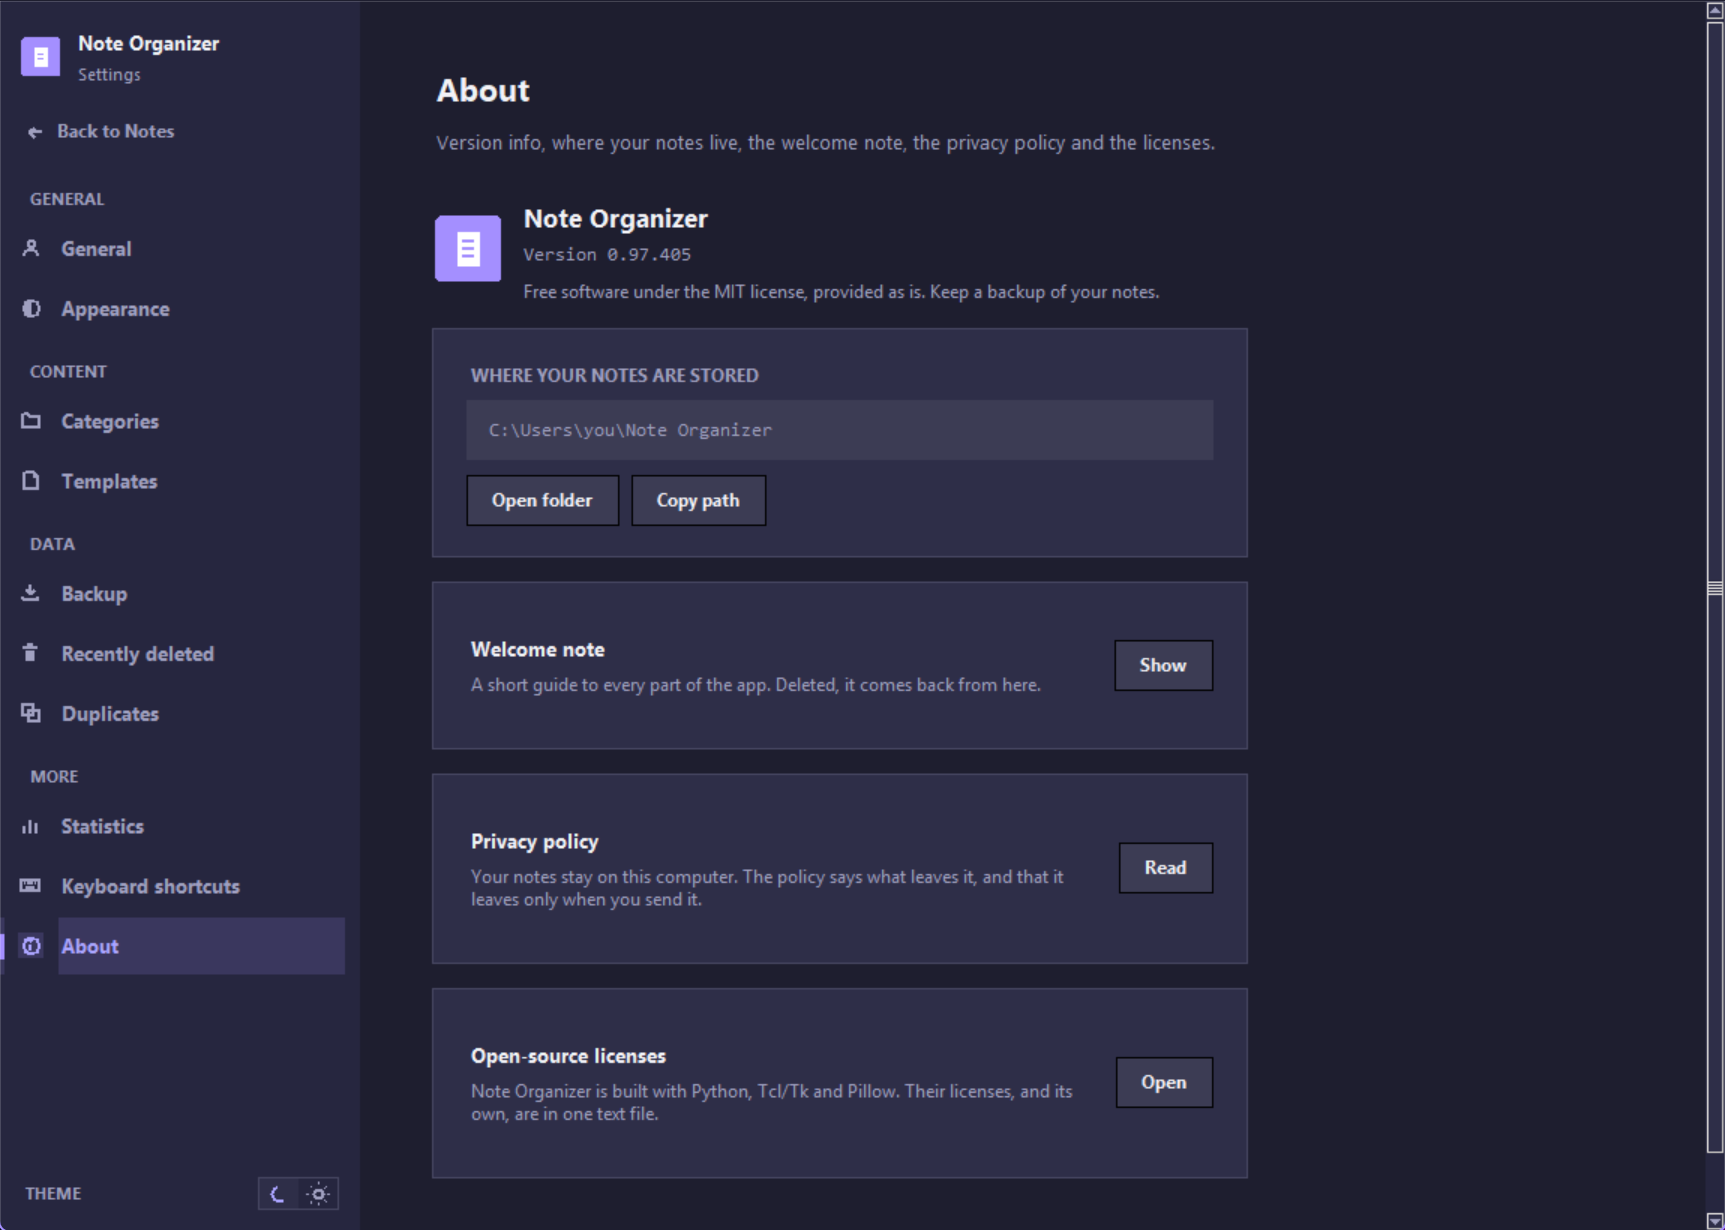 Note Organizer
Settings
Back to Notes
GENERAL
General
Appearance
CONTENT
Categories
Templates
DATA
Backup
Recently deleted
Duplicates
MORE
Statistics
Keyboard shortcuts
About
THEME
About
Version info, where your notes live, the welcome note, the privacy policy and the licenses.
Note Organizer
Version 0.97.405
Free software under the MIT license, provided as is. Keep a backup of your notes.
WHERE YOUR NOTES ARE STORED
C:\Users\you\Note Organizer
Open folder
Copy path
Welcome note
A short guide to every part of the app. Deleted, it comes back from here.
Show
Privacy policy
Your notes stay on this computer. The policy says what leaves it, and that it
leaves only when you send it.
Read
Open-source licenses
Note Organizer is built with Python, Tcl/Tk and Pillow. Their licenses, and its
own, are in one text file.
Open